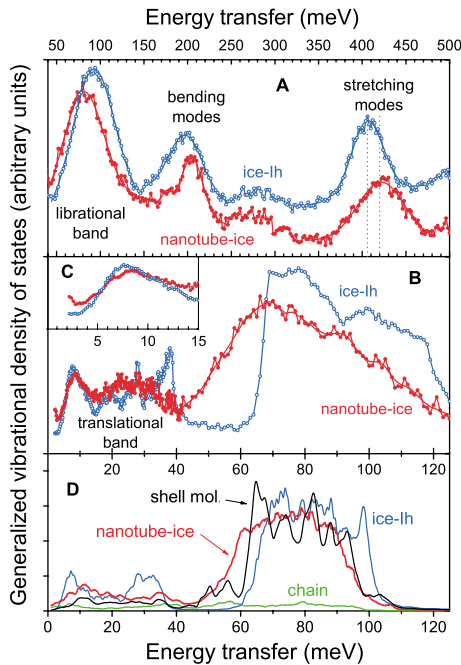 Energy transfer (meV)
50 100 150 200 250 300 350 400 450 500
Generalized vibrational density of states (arbitrary units)
A
bending
modes
stretching
modes
ice-Ih
librational
band
nanotube-ice
C
B
ice-Ih
5 10 15
nanotube-ice
translational
band
0 20 40 60 80 100 120
D
shell mol.
nanotube-ice
ice-Ih
chain
0 20 40 60 80 100 120
Energy transfer (meV)